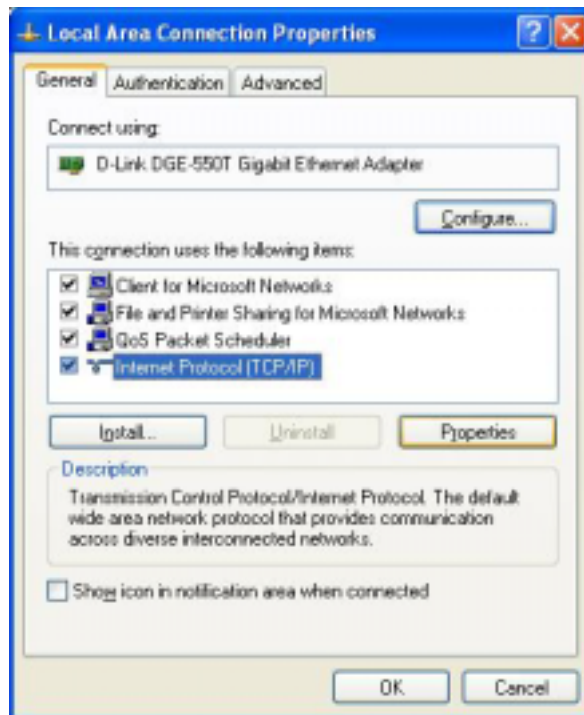 Local Area Connection Properties
General Authentication Advanced
Connect using:
D-Link DGE-550T Gigabit Ethernet Adapter
Configure...
This connection uses the following items:
Client for Microsoft Networks
File and Printer Sharing for Microsoft Networks
QoS Packet Scheduler
Internet Protocol (TCP/IP)
Install... Uninstall Properties
Description
Transmission Control Protocol/Internet Protocol. The default
wide area network protocol that provides communication
across diverse interconnected networks.
Show icon in notification area when connected
OK Cancel